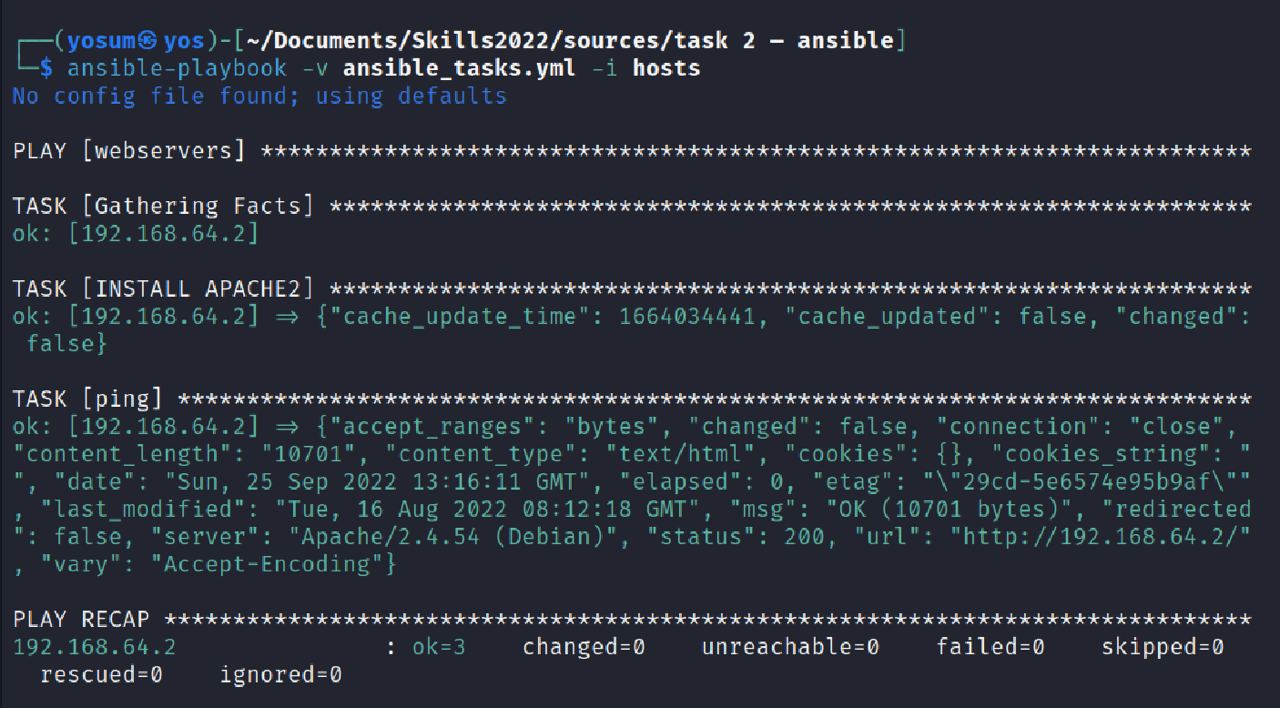 ┌──(yosum㉿yos)-[~/Documents/Skills2022/sources/task 2 – ansible]
└─$ ansible-playbook -v ansible_tasks.yml -i hosts
No config file found; using defaults
PLAY [webservers] ************************************************************************
TASK [Gathering Facts] *******************************************************************
ok: [192.168.64.2]
TASK [INSTALL APACHE2] *******************************************************************
ok: [192.168.64.2] => {"cache_update_time": 1664034441, "cache_updated": false, "changed":
 false}
TASK [ping] ******************************************************************************
ok: [192.168.64.2] => {"accept_ranges": "bytes", "changed": false, "connection": "close",
"content_length": "10701", "content_type": "text/html", "cookies": {}, "cookies_string": "
", "date": "Sun, 25 Sep 2022 13:16:11 GMT", "elapsed": 0, "etag": "\"29cd-5e6574e95b9af\""
, "last_modified": "Tue, 16 Aug 2022 08:12:18 GMT", "msg": "OK (10701 bytes)", "redirected
": false, "server": "Apache/2.4.54 (Debian)", "status": 200, "url": "http://192.168.64.2/"
, "vary": "Accept-Encoding"}
PLAY RECAP *******************************************************************************
192.168.64.2               : ok=3    changed=0    unreachable=0    failed=0    skipped=0
  rescued=0    ignored=0